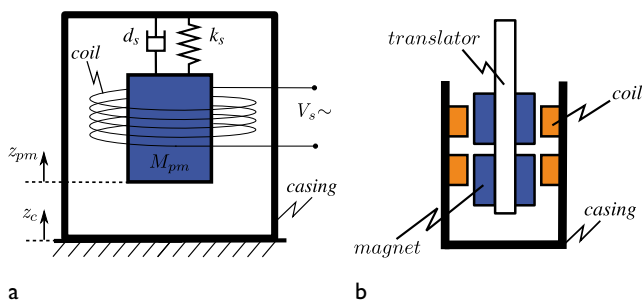 d_s
k_s
coil
V_s~
M_pm
z_pm
z_c
casing
a
translator
coil
casing
magnet
b